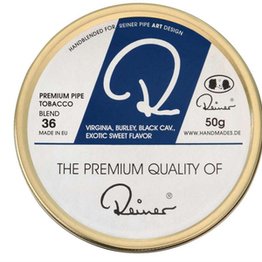 HANDBLENDED FOR REINER PIPE ART DESIGN
R
PREMIUM PIPE
TOBACCO
BLEND
36
MADE IN EU
VIRGINIA, BURLEY, BLACK CAV.,
EXOTIC SWEET FLAVOR
Reiner ®
50g
WWW.HANDMADES.DE
THE PREMIUM QUALITY OF
Reiner ®